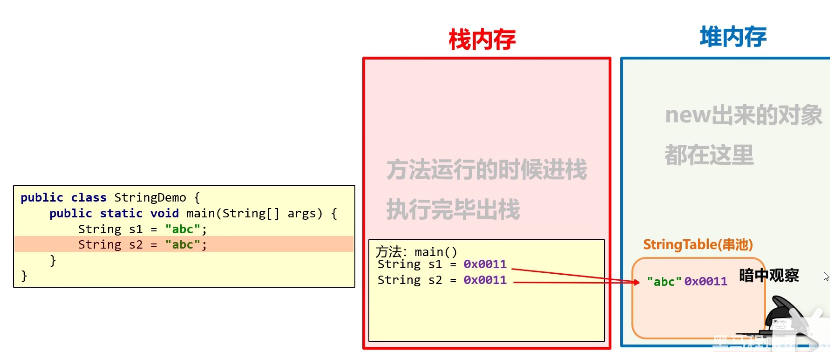 栈内存
堆内存
new出来的对象
都在这里
方法运行的时候进栈
执行完毕出栈
public class StringDemo {
public static void main(String[] args) {
String s1 = "abc";
String s2 = "abc";
}
}
方法: main()
String s1 = 0x0011
String s2 = 0x0011
StringTable(串池)
"abc" 0x0011
暗中观察